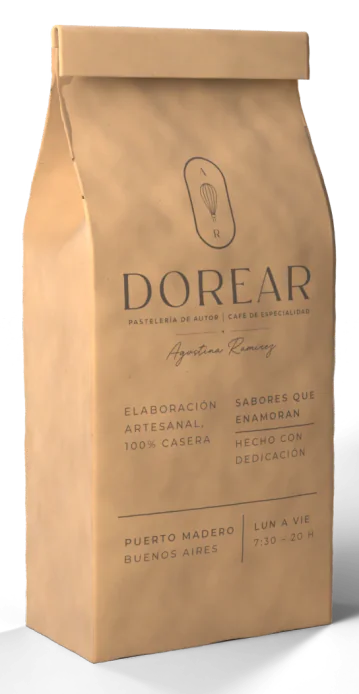 A
R
DOREAR
PASTELERÍA DE AUTOR | CAFÉ DE ESPECIALIDAD
Agostina Ramirez
ELABORACIÓN
ARTESANAL,
100% CASERA
SABORES QUE
ENAMORAN
HECHO CON
DEDICACIÓN
PUERTO MADERO
BUENOS AIRES
LUN A VIE
7:30 - 20 H